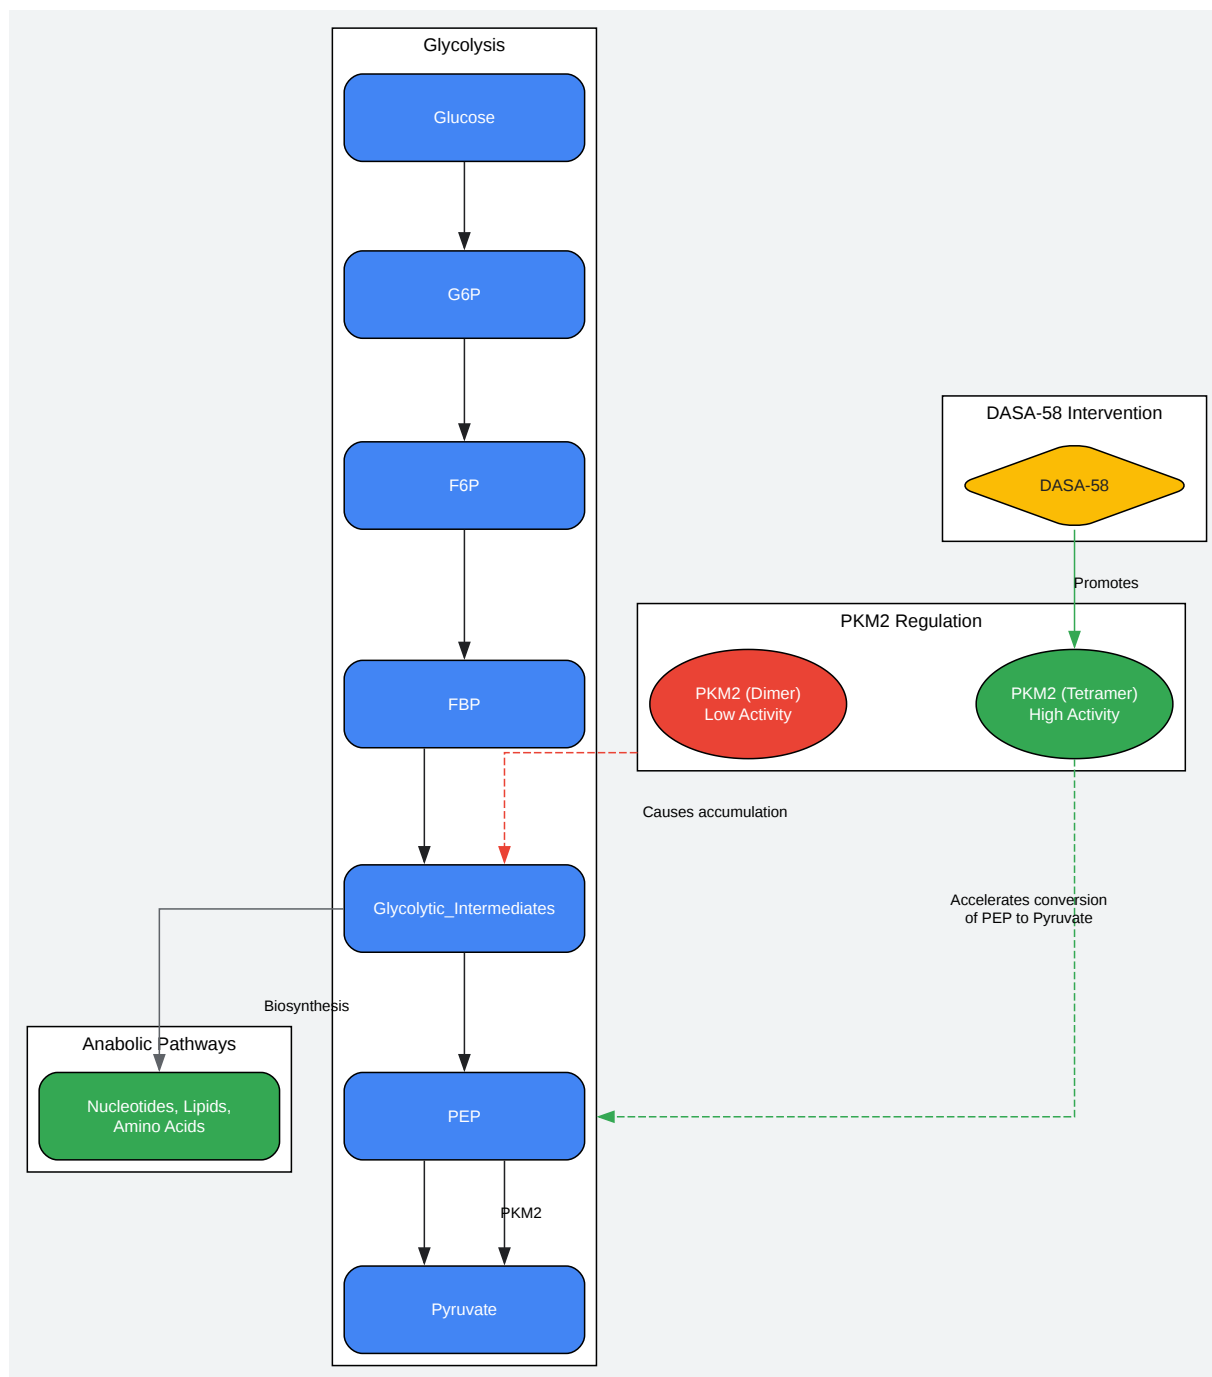 Glycolysis
Glucose
G6P
F6P
DASA-58 Intervention
DASA-58
Promotes
PKM2 Regulation
FBP
PKM2 (Dimer)
Low Activity
PKM2 (Tetramer)
High Activity
Causes accumulation
Glycolytic_Intermediates
Accelerates conversion
of PEP to Pyruvate
Biosynthesis
Anabolic Pathways
Nucleotides, Lipids,
Amino Acids
PEP
PKM2
Pyruvate